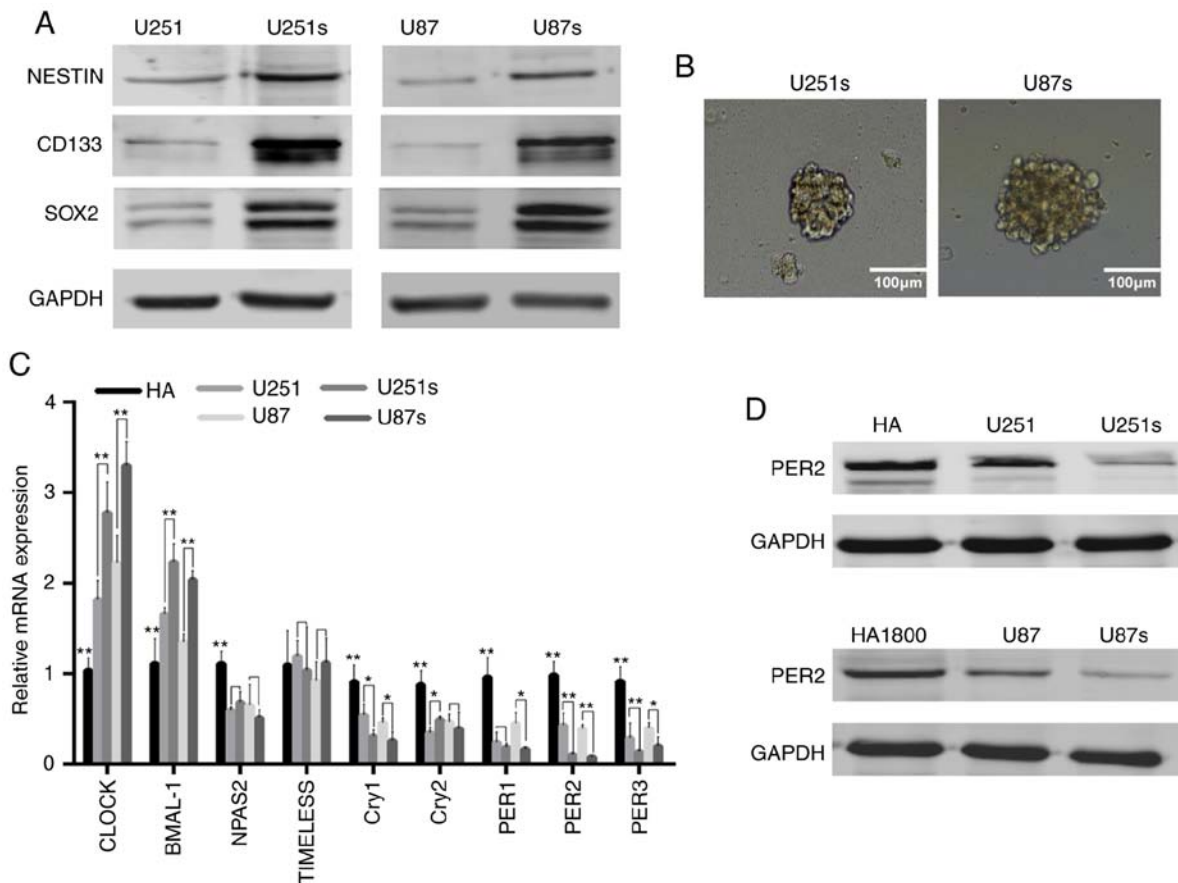 A
U251 U251s U87 U87s
NESTIN
CD133
SOX2
GAPDH
B
U251s U87s
100μm 100μm
C
HA U251 U251s
U87 U87s
Relative mRNA expression
4
3
2
1
0
** ** ** ** ** ** ** ** * * ** * ** * ** ** ** ** ** *
CLOCK
BMAL-1
NPAS2
TIMELESS
Cry1
Cry2
PER1
PER2
PER3
D
HA U251 U251s
PER2
GAPDH
HA1800 U87 U87s
PER2
GAPDH